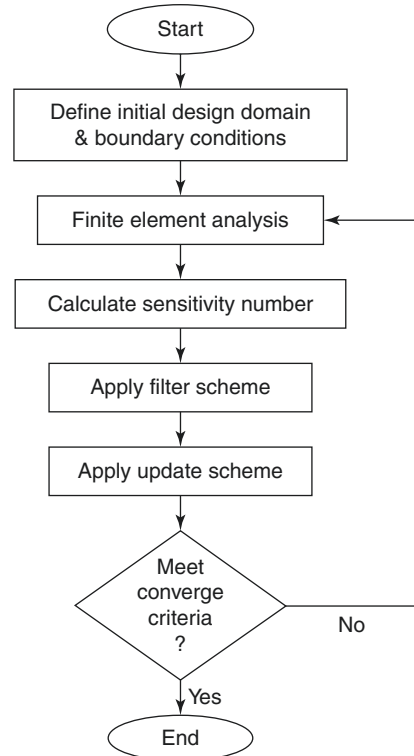 Start
Define initial design domain
& boundary conditions
Finite element analysis
Calculate sensitivity number
Apply filter scheme
Apply update scheme
Meet
converge
criteria
?
No
Yes
End